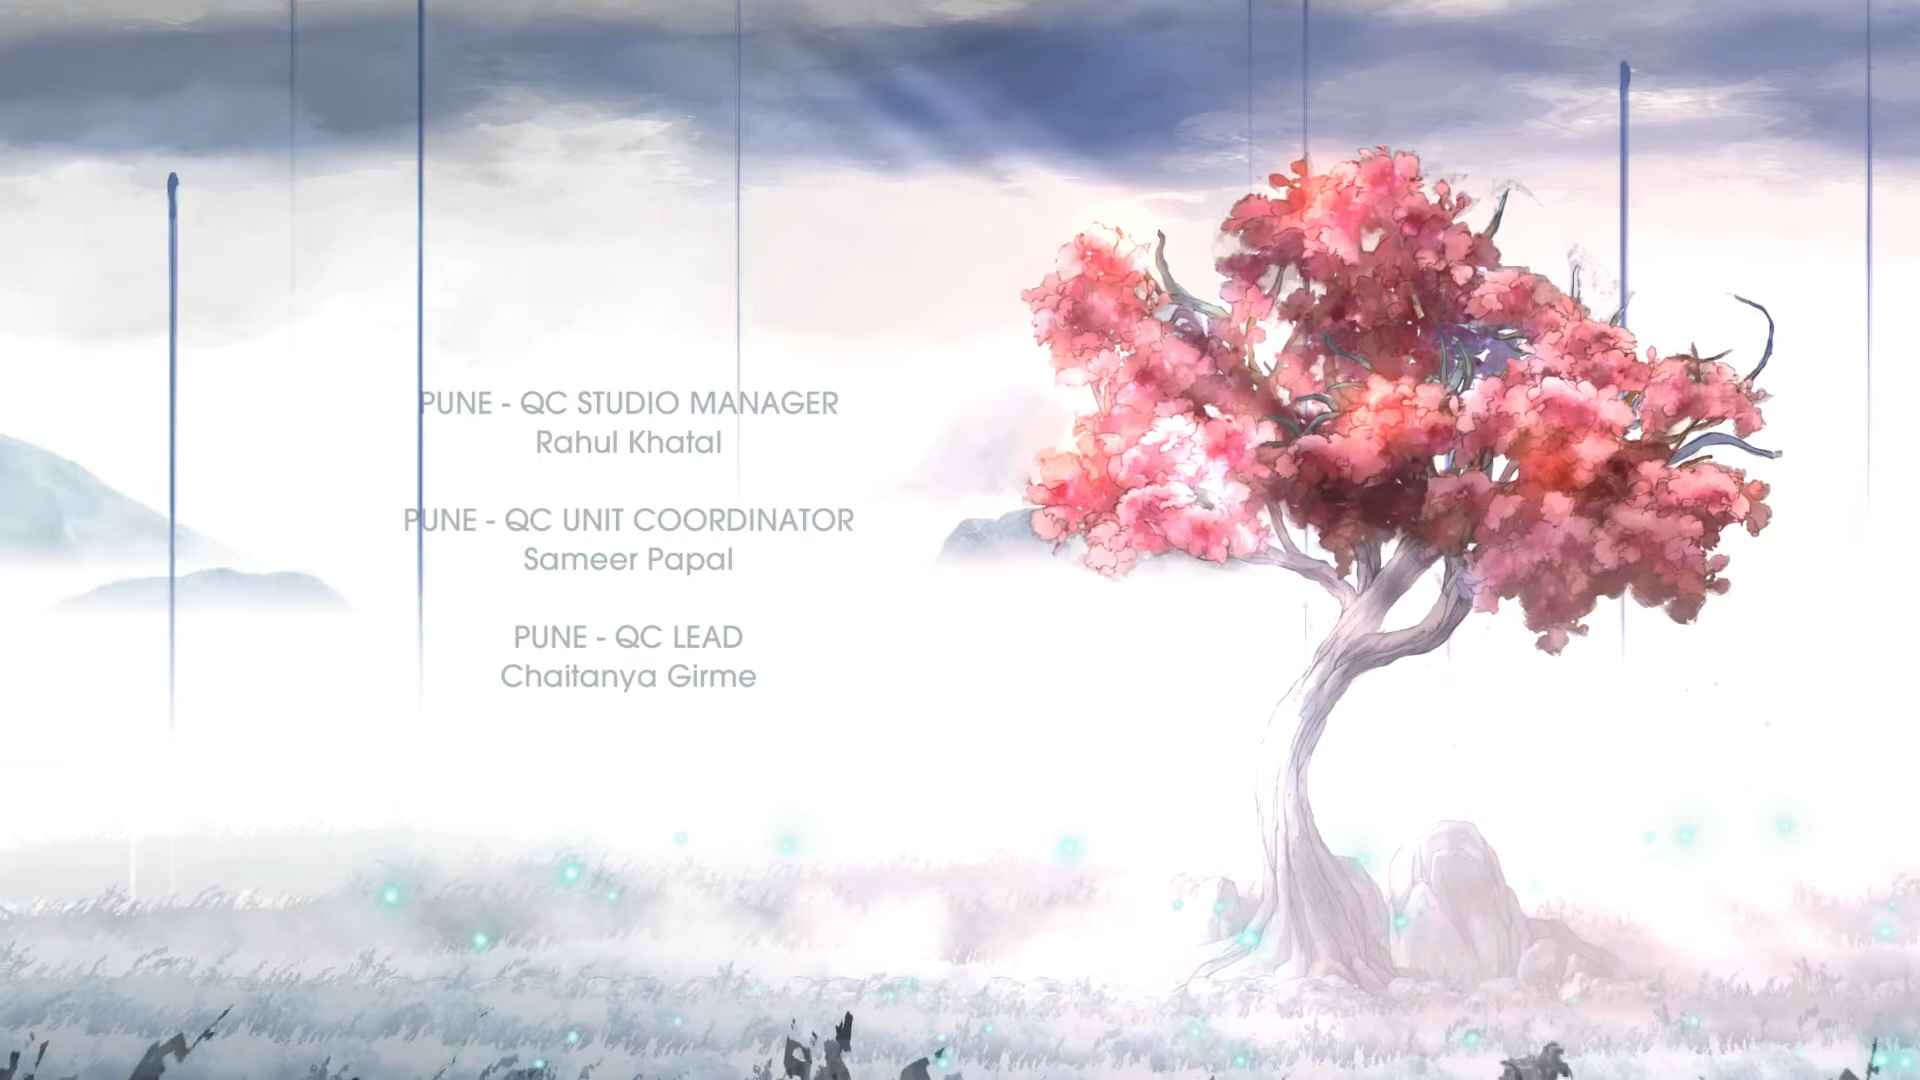 PUNE - QC STUDIO MANAGER
Rahul Khatal
PUNE - QC UNIT COORDINATOR
Sameer Papal
PUNE - QC LEAD
Chaitanya Girme